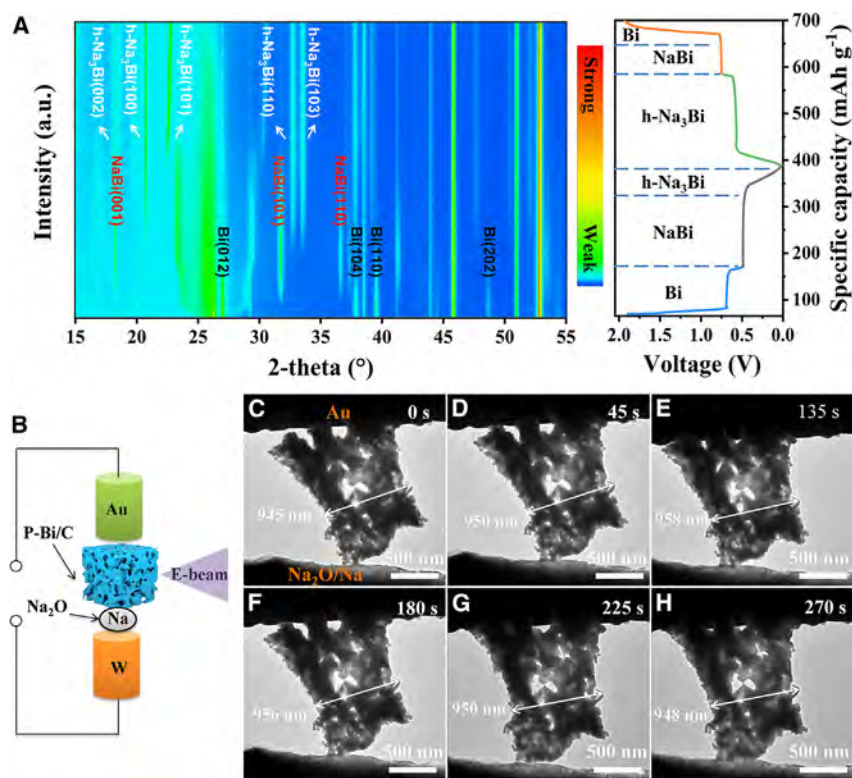 A
Intensity (a.u.)
h-Na₃Bi(002)
h-Na₃Bi(100)
h-Na₃Bi(101)
h-Na₃Bi(110)
h-Na₃Bi(103)
NaBi(001)
NaBi(101)
NaBi(110)
Bi(012)
Bi(104)
Bi(110)
Bi(202)
15 20 25 30 35 40 45 50 55
2-theta (°)
Strong
Weak
Bi
NaBi
h-Na₃Bi
h-Na₃Bi
NaBi
Bi
700
600
500
400
300
200
100
Specific capacity (mAh g⁻¹)
2.0 1.5 1.0 0.5 0.0
Voltage (V)
B
Au
P-Bi/C
E-beam
Na₂O
Na
W
C
Au
0 s
945 nm
500 nm
Na₂O/Na
D
45 s
950 nm
500 nm
E
135 s
958 nm
500 nm
F
180 s
956 nm
500 nm
G
225 s
950 nm
500 nm
H
270 s
948 nm
500 nm